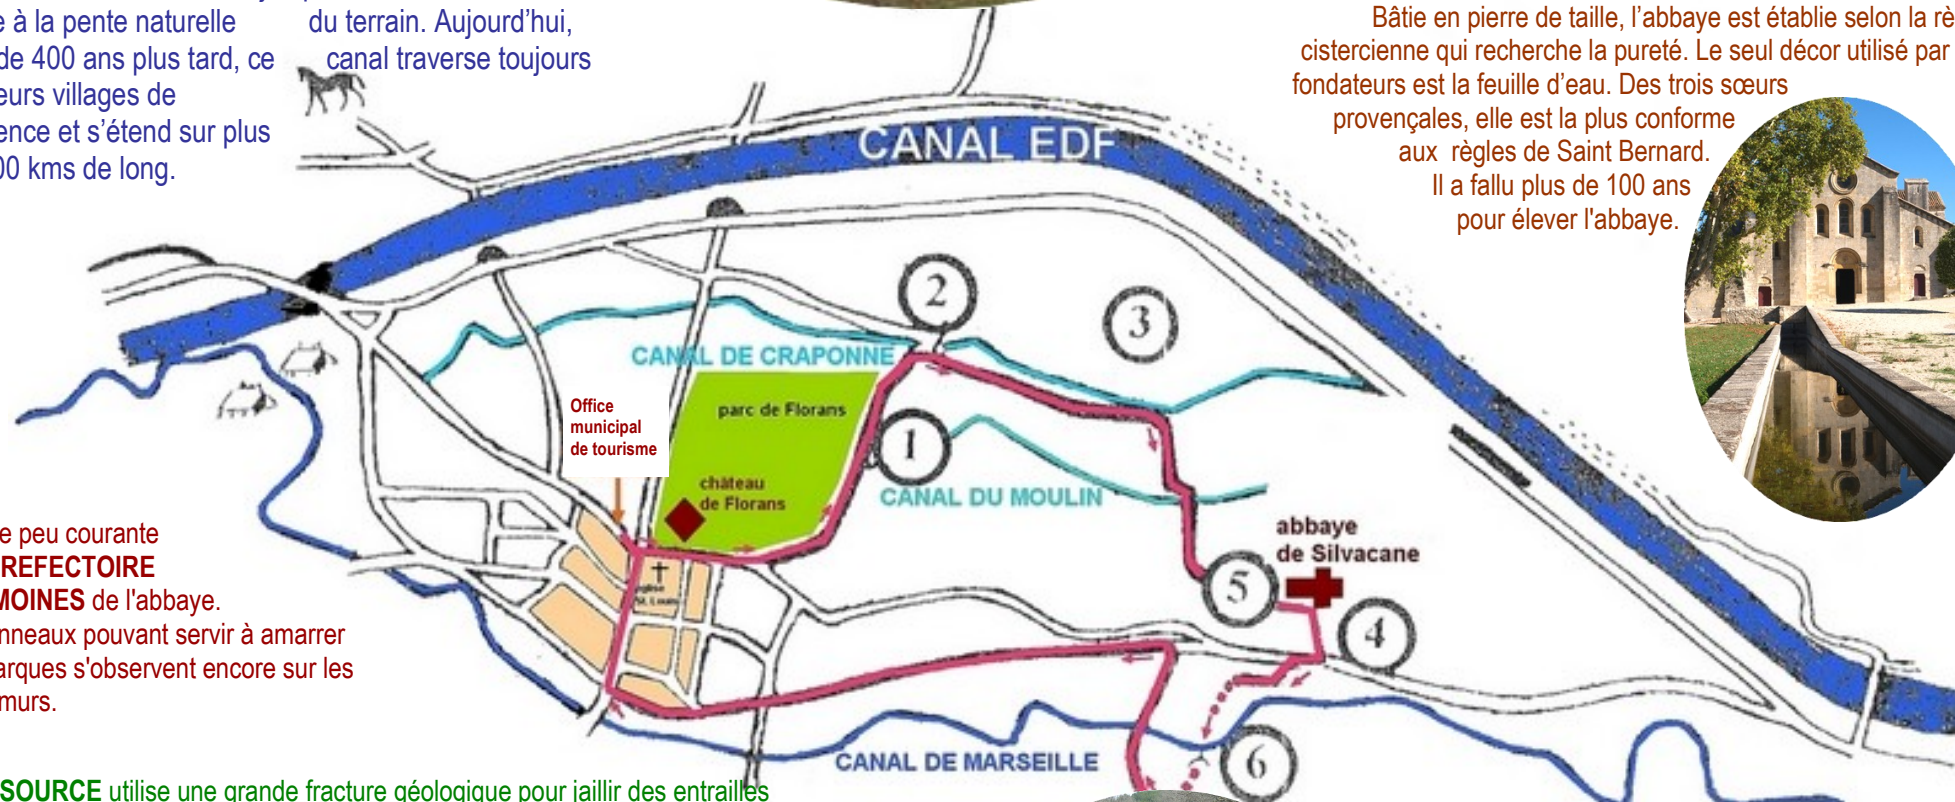 e à la pente naturelle du terrain. Aujourd’hui,
de 400 ans plus tard, ce canal traverse toujours
eurs villages de
ence et s’étend sur plus
00 kms de long.
Bâtie en pierre de taille, l’abbaye est établie selon la rè
cistercienne qui recherche la pureté. Le seul décor utilisé par
fondateurs est la feuille d’eau. Des trois sœurs
provençales, elle est la plus conforme
aux règles de Saint Bernard.
Il a fallu plus de 100 ans
pour élever l'abbaye.
CANAL EDF
2
3
CANAL DE CRAPONNE
Office
municipal
de tourisme
parc de Florans
1
château
de Florans
CANAL DU MOULIN
abbaye
de Silvacane
5
4
église
St. Louis
e peu courante
REFECTOIRE
MOINES de l'abbaye.
nneaux pouvant servir à amarrer
arques s'observent encore sur les
murs.
CANAL DE MARSEILLE
6
SOURCE utilise une grande fracture géologique pour jaillir des entrailles